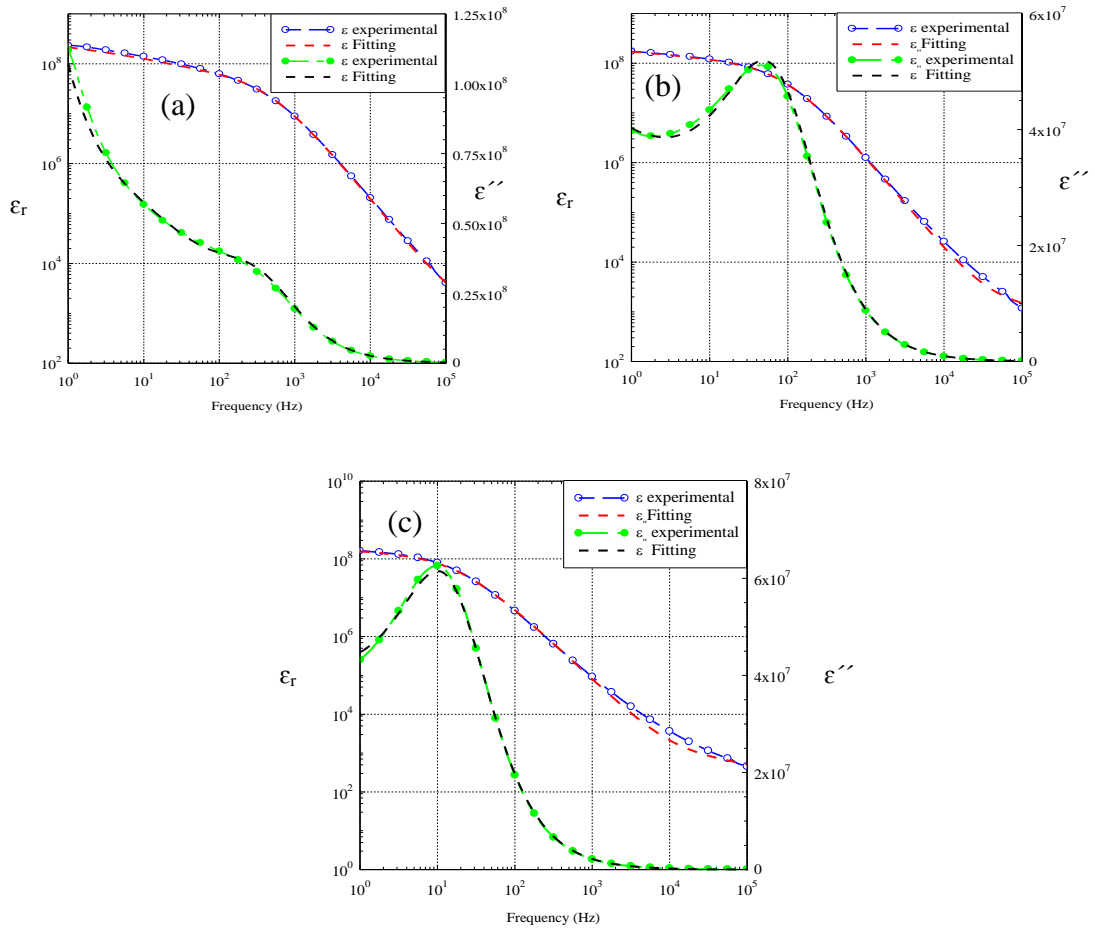 (a)
ε experimental
ε Fitting
ε experimental
ε Fitting
10⁸
10⁶
10⁴
10²
εr
1.25x10⁸
1.00x10⁸
0.75x10⁸
0.50x10⁸
0.25x10⁸
0
ε´´
10⁰ 10¹ 10² 10³ 10⁴ 10⁵
Frequency (Hz)
(b)
ε experimental
ε Fitting
ε'' experimental
ε Fitting
10⁸
10⁶
10⁴
10²
εr
6x10⁷
4x10⁷
2x10⁷
0
ε´´
10⁰ 10¹ 10² 10³ 10⁴ 10⁵
Frequency (Hz)
(c)
ε experimental
ε''Fitting
ε'' experimental
ε Fitting
10¹⁰
10⁸
10⁶
10⁴
10²
10⁰
εr
8x10⁷
6x10⁷
4x10⁷
2x10⁷
0
ε´´
10⁰ 10¹ 10² 10³ 10⁴ 10⁵
Frequency (Hz)